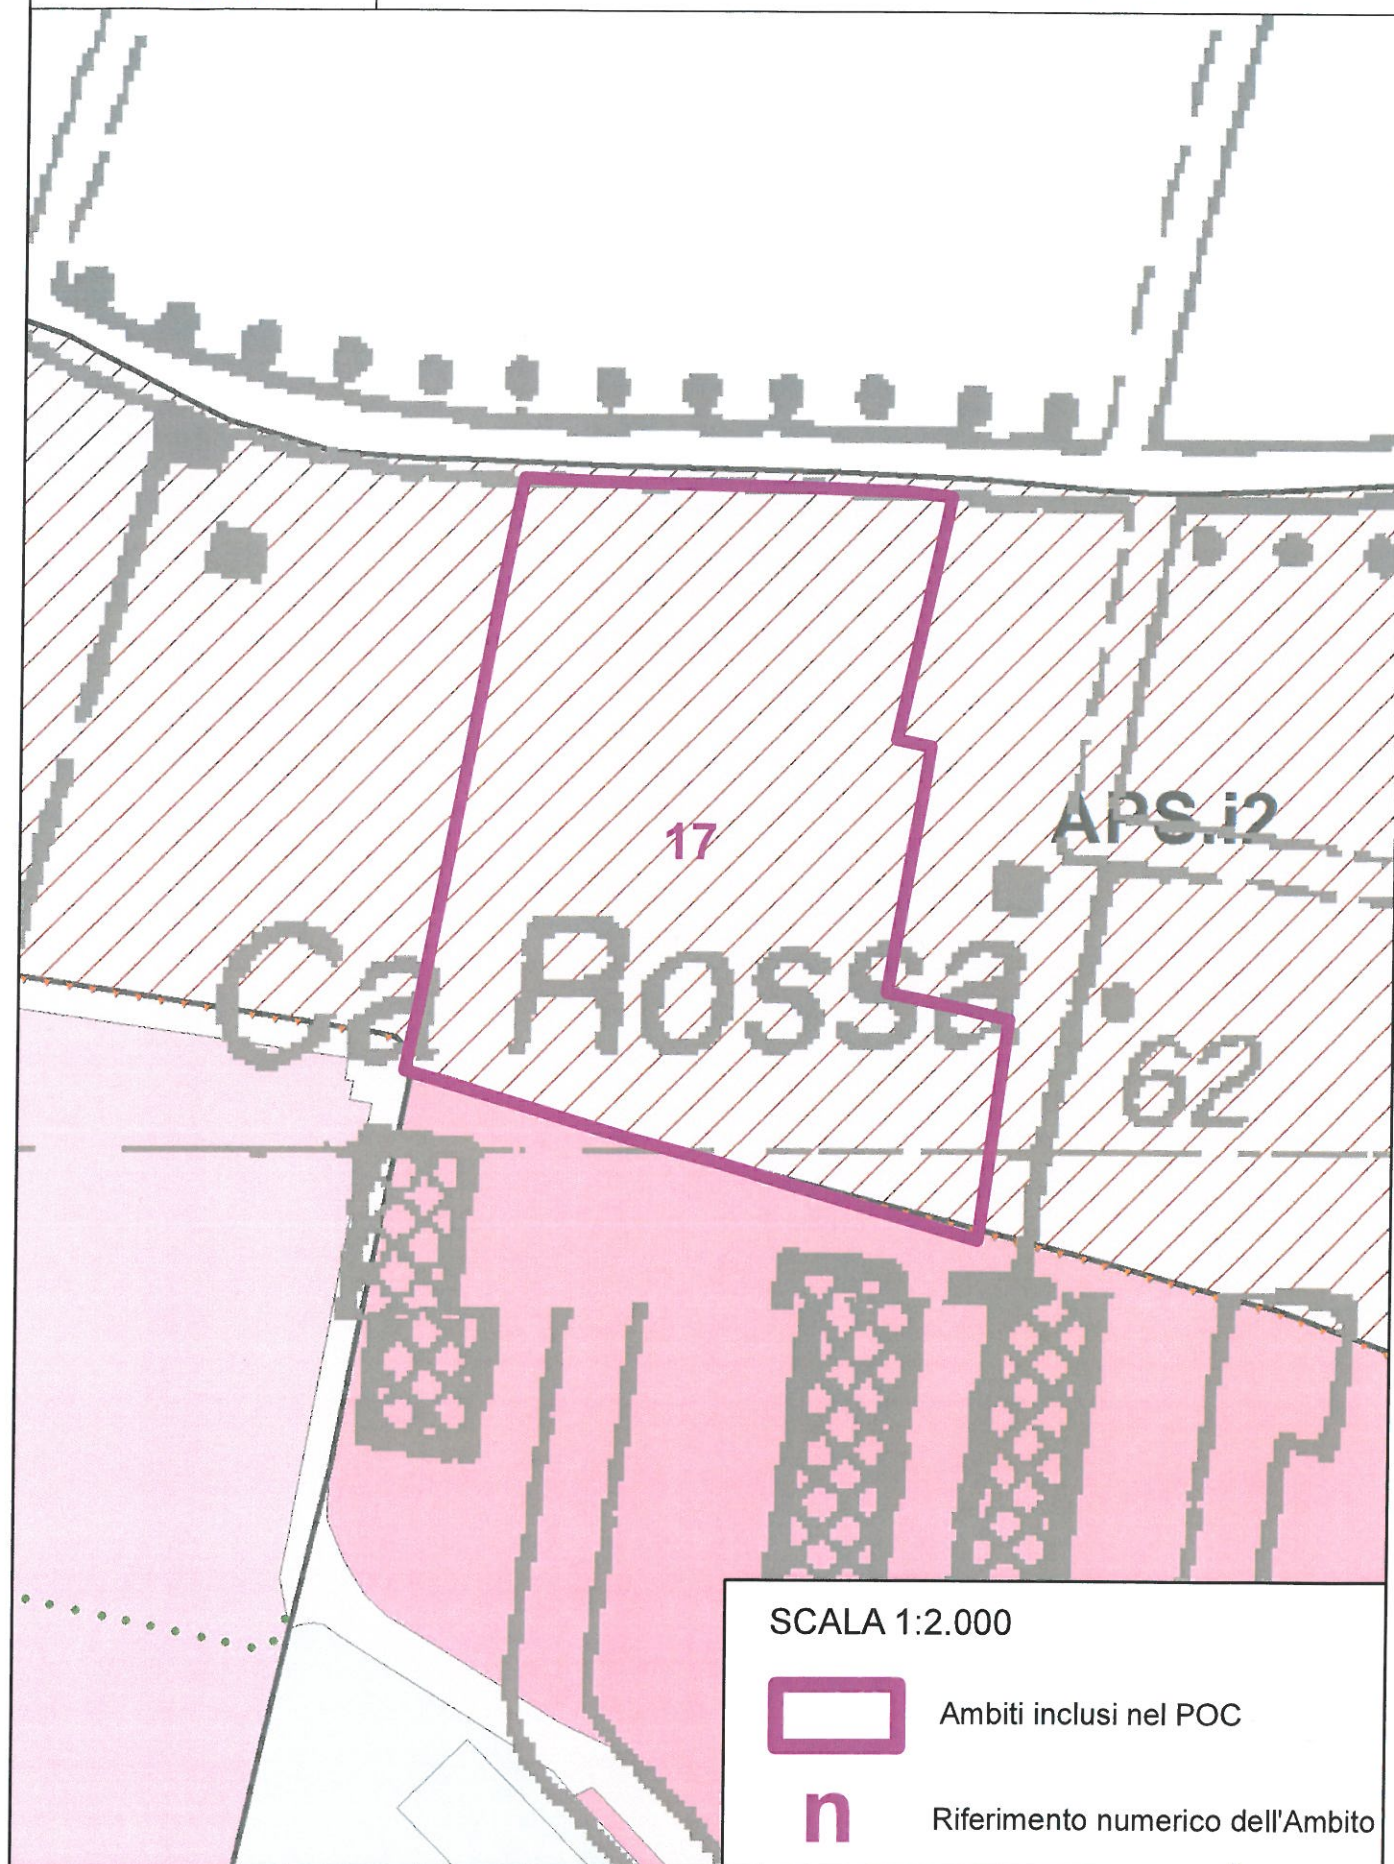 17
APS.i2
Ca Rossa
62
SCALA 1:2.000
Ambiti inclusi nel POC
n
Riferimento numerico dell'Ambito